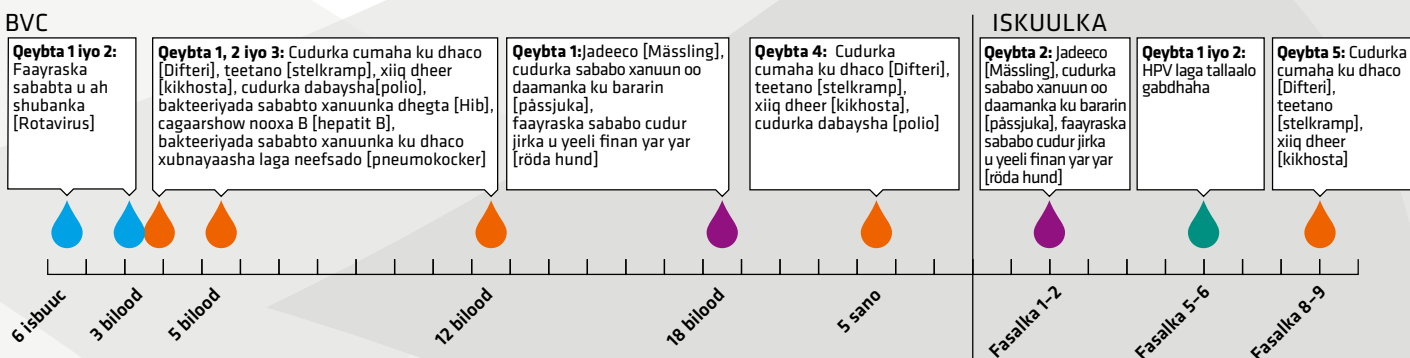 BVC
Qeybta 1 iyo 2:
Faayraska
sababta u ah
shubanka
[Rotavirus]
Qeybta 1, 2 iyo 3: Cudurka cumaha ku dhaco
[Difteri], teetano [stelkramp], xiiq dheer
[kikhosta], cudurka dabaysha[polio],
bakteeriyada sababto xanuunka dhegta [Hib],
cagaarshow nooxa B [hepatit B],
bakteeriyada sababto xanuunka ku dhaco
xubnayaasha laga neefsado [pneumokocker]
Qeybta 1:Jadeeco [Mässling],
cudurka sababo xanuun oo
daamanka ku bararin
[påssjuka],
faayraska sababo cudur
jirka u yeeli finan yar yar
[röda hund]
Qeybta 4: Cudurka
cumaha ku dhaco [Difteri],
teetano [stelkramp],
xiiq dheer [kikhosta],
cudurka dabaysha [polio]
ISKUULKA
Qeybta 2: Jadeeco
[Mässling], cudurka
sababo xanuun oo
daamanka ku bararin
[påssjuka], faayraska
sababo cudur jirka
u yeeli finan yar yar
[röda hund]
Qeybta 1 iyo 2:
HPV laga tallaalo
gabdhaha
Qeybta 5: Cudurka
cumaha ku dhaco
[Difteri],
teetano
[stelkramp],
xiiq dheer
[kikhosta]
6 isbuuc
3 bilood
5 bilood
12 bilood
18 bilood
5 sano
Fasalka 1–2
Fasalka 5–6
Fasalka 8–9